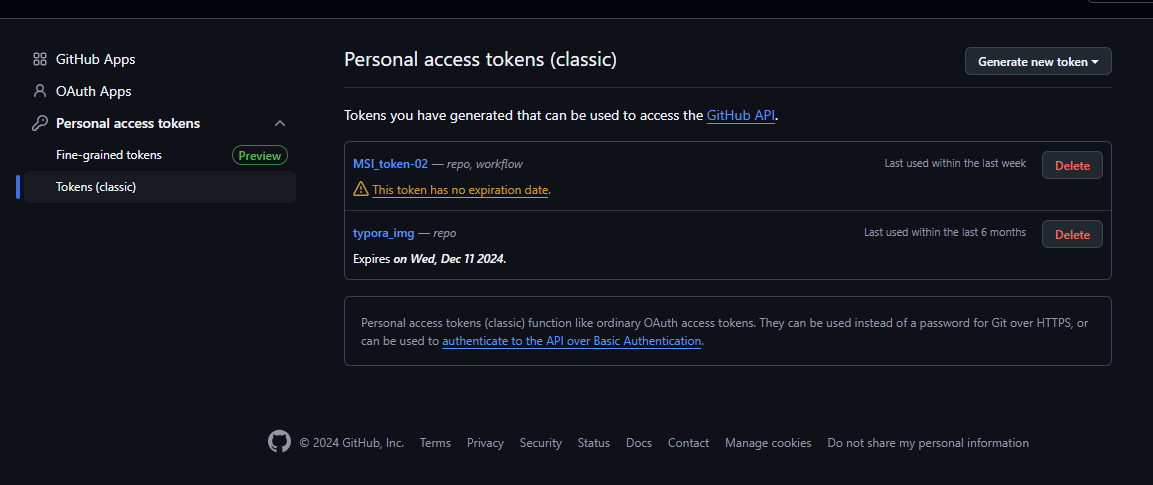 GitHub Apps
OAuth Apps
Personal access tokens
Fine-grained tokens Preview
Tokens (classic)
Personal access tokens (classic)
Generate new token
Tokens you have generated that can be used to access the GitHub API.
MSI_token-02 — repo, workflow
Last used within the last week
Delete
This token has no expiration date.
typora_img — repo
Last used within the last 6 months
Delete
Expires on Wed, Dec 11 2024.
Personal access tokens (classic) function like ordinary OAuth access tokens. They can be used instead of a password for Git over HTTPS, or
can be used to authenticate to the API over Basic Authentication.
© 2024 GitHub, Inc. Terms Privacy Security Status Docs Contact Manage cookies Do not share my personal information